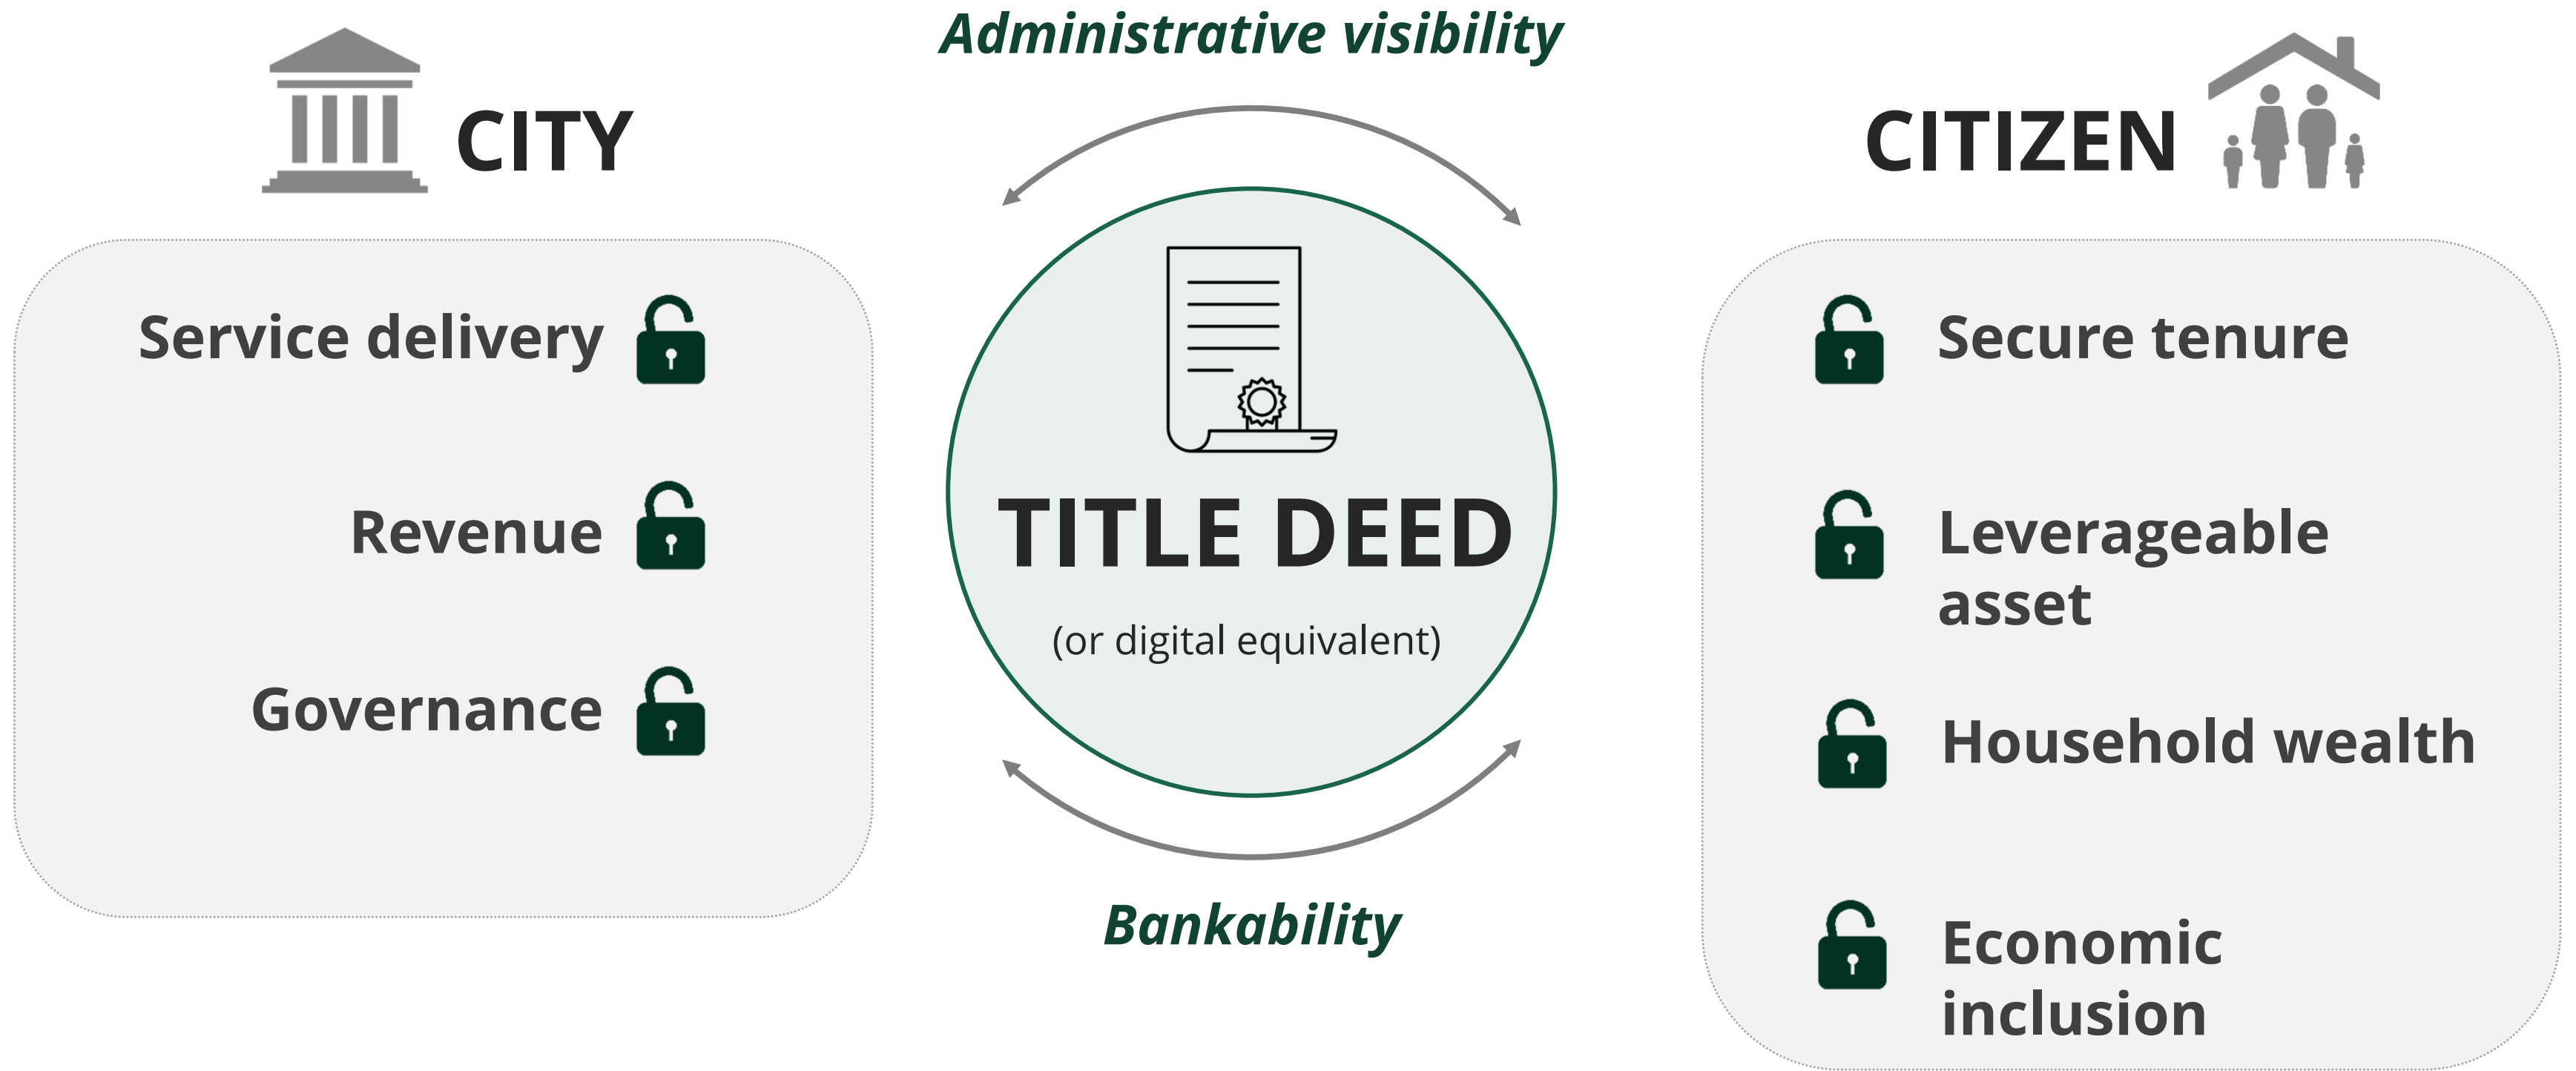 Administrative visibility
CITY
CITIZEN
Service delivery
Revenue
Governance
TITLE DEED
(or digital equivalent)
Bankability
Secure tenure
Leverageable
asset
Household wealth
Economic
inclusion